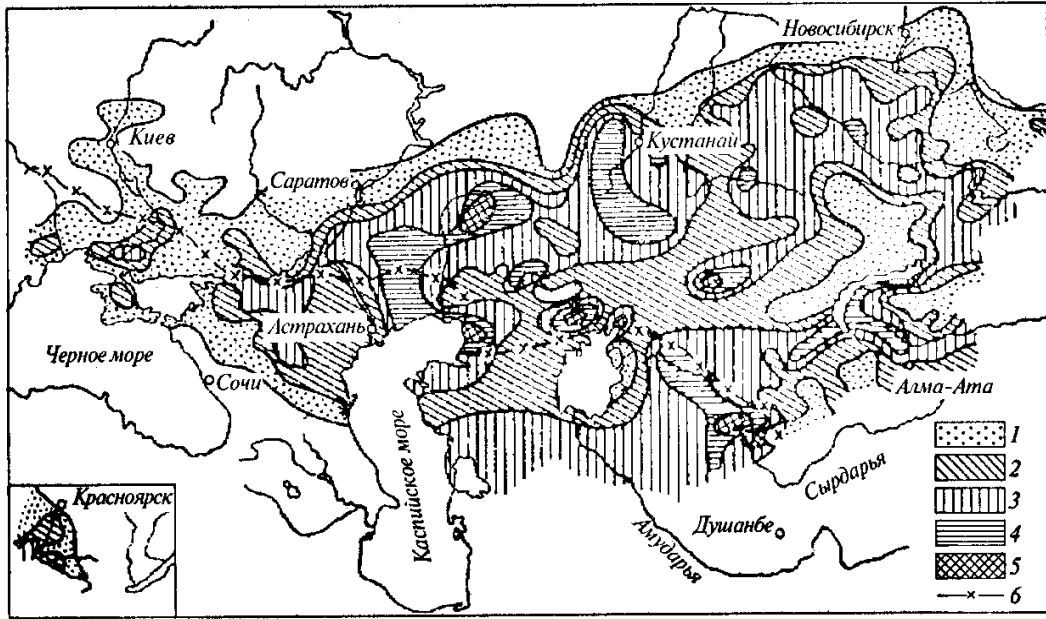 Новосибирск
Киев
Кустанай
Саратов
Астрахань
Черное море
Сочи
Алма-Ата
Каспийское море
Сырдарья
Амударья
Душанбе
Красноярск
1
2
3
4
5
6